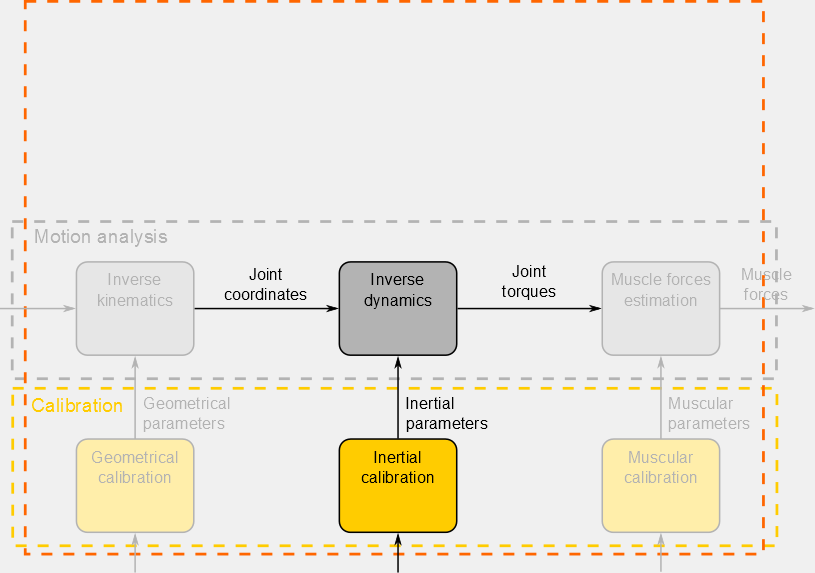 Motion analysis
Inverse
kinematics
Joint
coordinates
Inverse
dynamics
Joint
torques
Muscle forces
estimation
Muscle
forces
Calibration
Geometrical
parameters
Inertial
parameters
Muscular
parameters
Geometrical
calibration
Inertial
calibration
Muscular
calibration